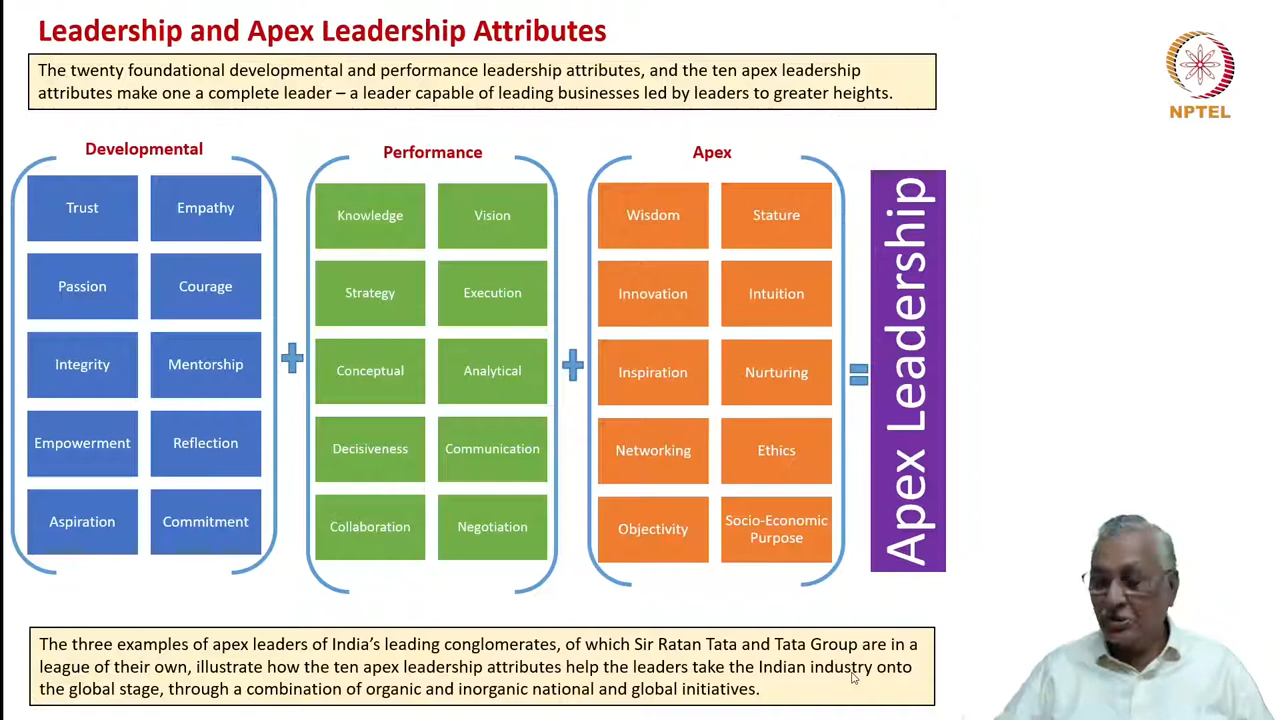 Leadership and Apex Leadership Attributes
The twenty foundational developmental and performance leadership attributes, and the ten apex leadership
attributes make one a complete leader – a leader capable of leading businesses led by leaders to greater heights.
NPTEL
Developmental
Trust
Empathy
Passion
Courage
Integrity
Mentorship
Empowerment
Reflection
Aspiration
Commitment
Performance
Knowledge
Vision
Strategy
Execution
Conceptual
Analytical
Decisiveness
Communication
Collaboration
Negotiation
Apex
Wisdom
Stature
Innovation
Intuition
Inspiration
Nurturing
Networking
Ethics
Objectivity
Socio-Economic
Purpose
Apex Leadership
The three examples of apex leaders of India’s leading conglomerates, of which Sir Ratan Tata and Tata Group are in a
league of their own, illustrate how the ten apex leadership attributes help the leaders take the Indian industry onto
the global stage, through a combination of organic and inorganic national and global initiatives.